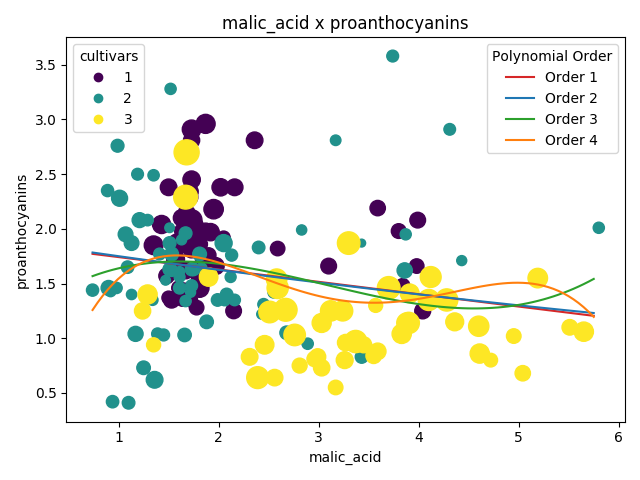 malic_acid x proanthocyanins
cultivars
1
2
3
Polynomial Order
Order 1
Order 2
Order 3
Order 4
proanthocyanins
3.5
3.0
2.5
2.0
1.5
1.0
0.5
1 2 3 4 5 6
malic_acid